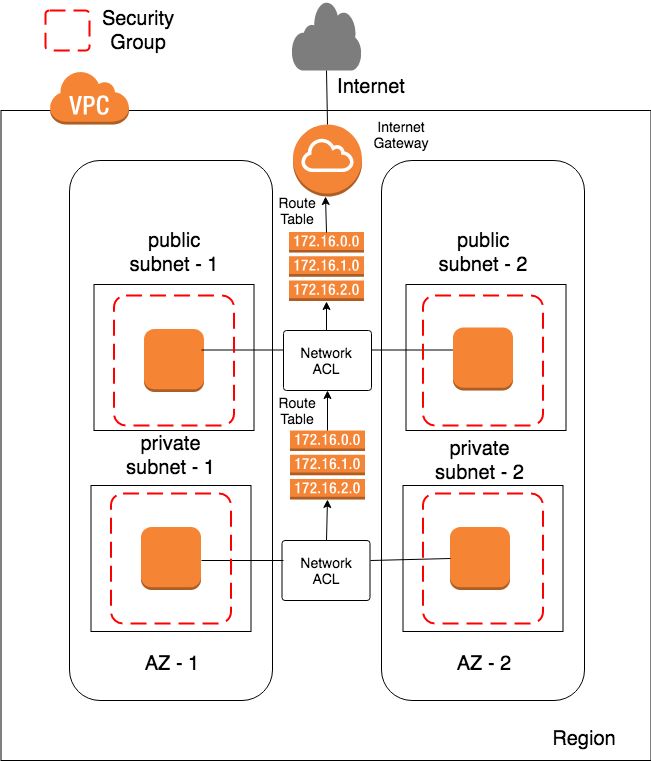 Security
Group
Internet
VPC
Internet
Gateway
Route
Table
172.16.0.0
172.16.1.0
172.16.2.0
public
subnet - 1
public
subnet - 2
Network
ACL
Route
Table
172.16.0.0
172.16.1.0
172.16.2.0
private
subnet - 1
private
subnet - 2
Network
ACL
AZ - 1
AZ - 2
Region